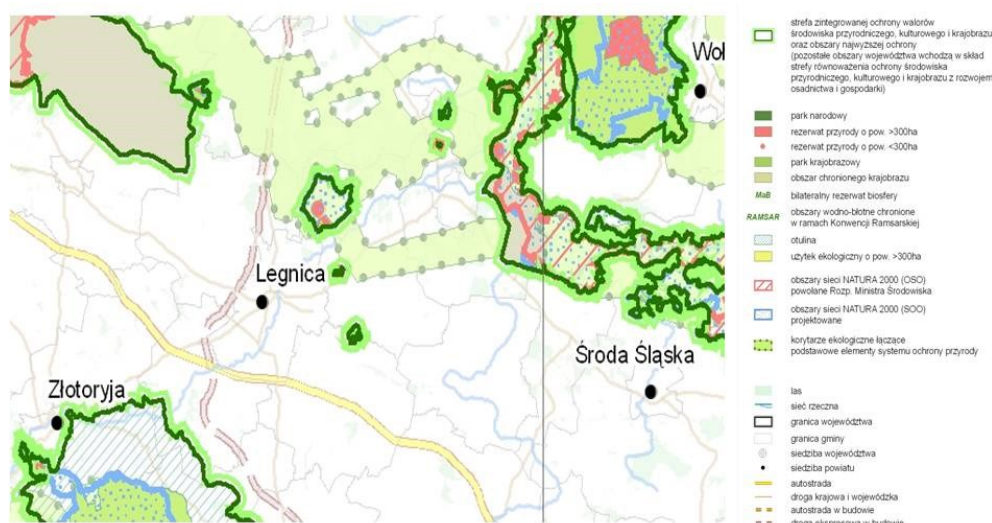 Woł
Legnica
Środa Śląska
Złotoryja
strefa zintegrowanej ochrony walorów
środowiska przyrodniczego, kulturowego i krajobrazu
oraz obszary najwyższej ochrony
(pozostałe obszary województwa wchodzą w skład
strefy równoważenia ochrony środowiska
przyrodniczego, kulturowego i krajobrazu z rozwojem
osadnictwa i gospodarki)
park narodowy
rezerwat przyrody o pow. >300ha
rezerwat przyrody o pow. <300ha
park krajobrazowy
obszar chronionego krajobrazu
MaB bilateralny rezerwat biosfery
RAMSAR obszary wodno-błotne chronione
w ramach Konwencji Ramsarskiej
otulina
użytek ekologiczny o pow. >300ha
obszary sieci NATURA 2000 (OSO)
powołane Rozp. Ministra Środowiska
obszary sieci NATURA 2000 (SOO)
projektowane
korytarze ekologiczne łączące
podstawowe elementy systemu ochrony przyrody
las
sieć rzeczna
granica województwa
granica gminy
siedziba województwa
siedziba powiatu
autostrada
droga krajowa i wojewódzka
autostrada w budowie
droga ekspresowa w budowie